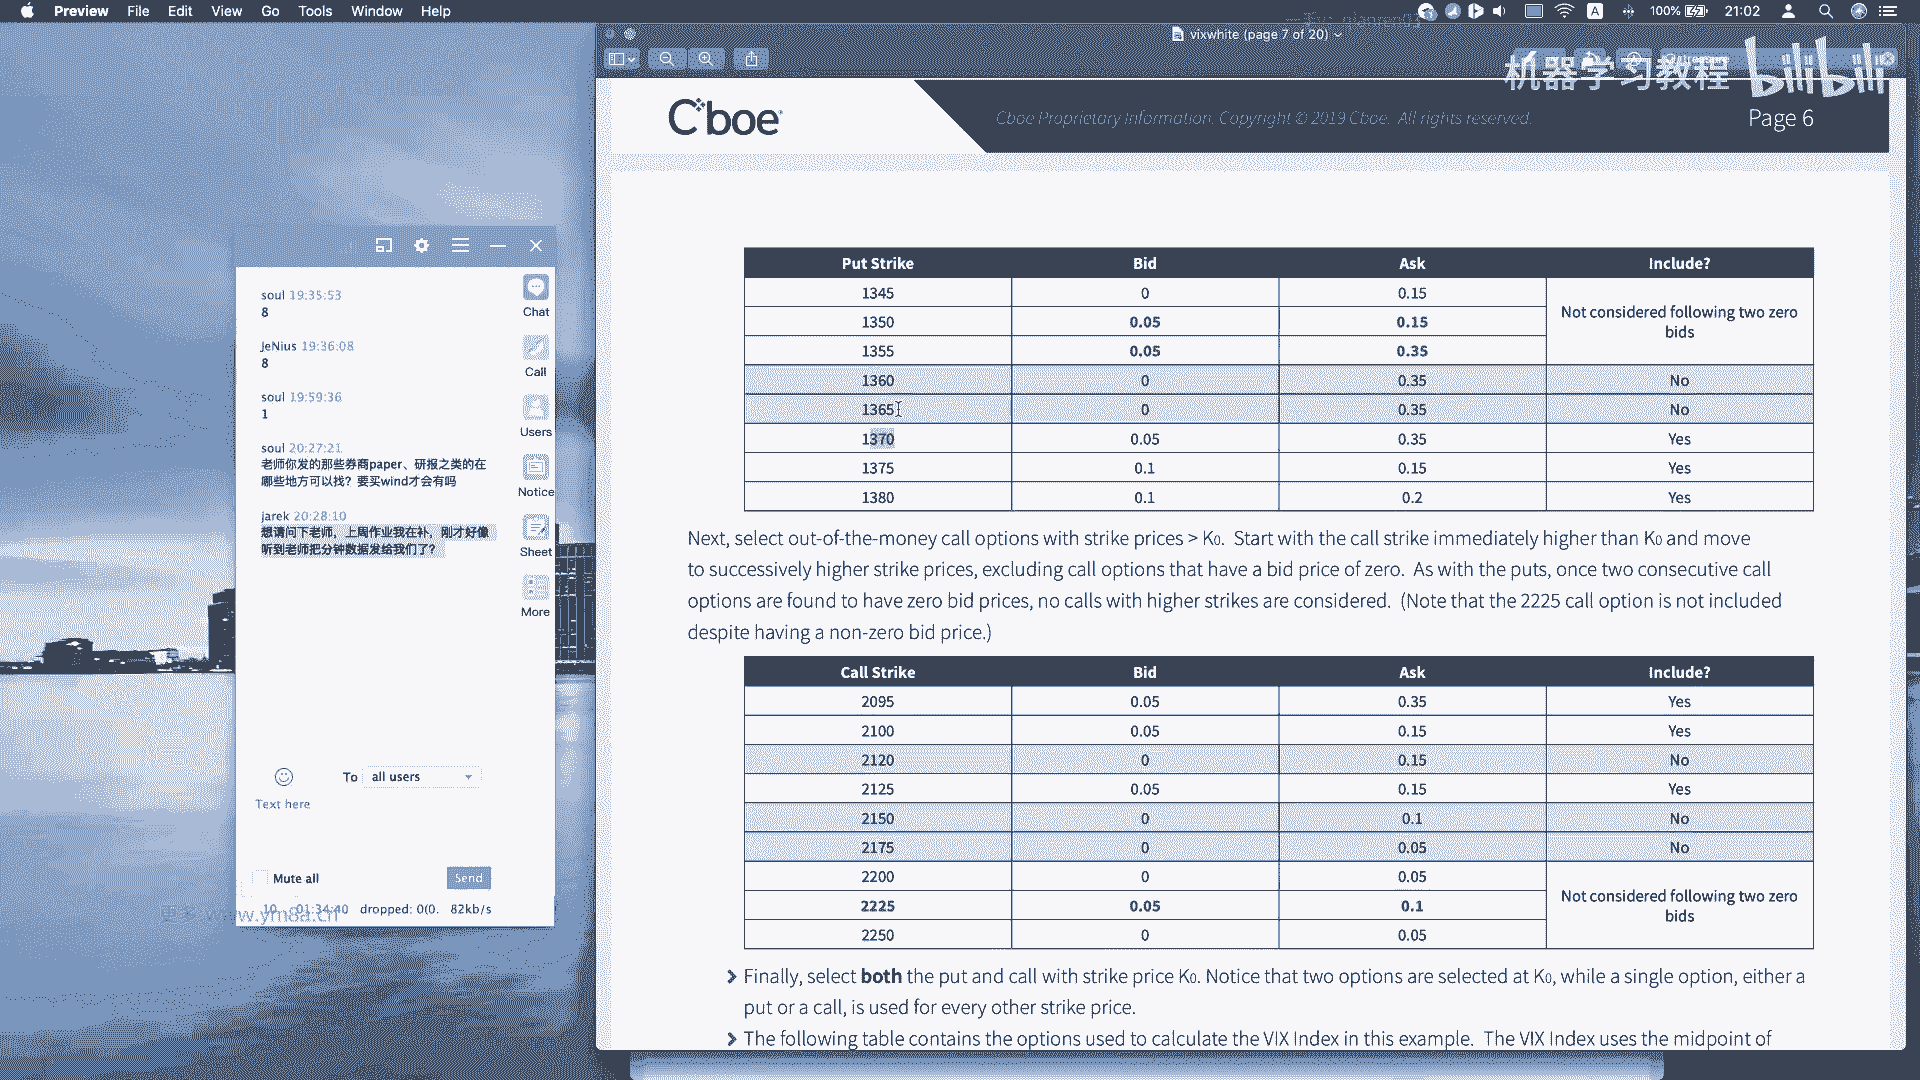 Preview File Edit View Go Tools Window Help
A 100% 21:02
vixwhite (page 7 of 20)
机器学习教程 bilibili
Cboe
Cboe Proprietary Information. Copyright © 2019 Cboe. All rights reserved.
Page 6
soul 19:35:53
8
JeNius 19:36:08
8
soul 19:59:36
1
soul 20:27:21
老师你发的那些券商paper、研报之类的在
哪些地方可以找？要买wind才会有吗
jarek 20:28:10
想请问下老师，上周作业我在补，刚才好像
听到老师把分钟数据发给我们了？
Chat
Call
Users
Notice
Sheet
More
To all users
Text here
Mute all
Send
01:34:40 dropped: 0(0. 82kb/s
Put Strike Bid Ask Include?
1345 0 0.15 Not considered following two zero bids
1350 0.05 0.15
1355 0.05 0.35
1360 0 0.35 No
1365 0 0.35 No
1370 0.05 0.35 Yes
1375 0.1 0.15 Yes
1380 0.1 0.2 Yes
Next, select out-of-the-money call options with strike prices > K₀. Start with the call strike immediately higher than K₀ and move
to successively higher strike prices, excluding call options that have a bid price of zero. As with the puts, once two consecutive call
options are found to have zero bid prices, no calls with higher strikes are considered. (Note that the 2225 call option is not included
despite having a non-zero bid price.)
Call Strike Bid Ask Include?
2095 0.05 0.35 Yes
2100 0.05 0.15 Yes
2120 0 0.15 No
2125 0.05 0.15 Yes
2150 0 0.1 No
2175 0 0.05 No
2200 0 0.05 Not considered following two zero bids
2225 0.05 0.1
2250 0 0.05
Finally, select both the put and call with strike price K₀. Notice that two options are selected at K₀, while a single option, either a
put or a call, is used for every other strike price.
The following table contains the options used to calculate the VIX Index in this example. The VIX Index uses the midpoint of